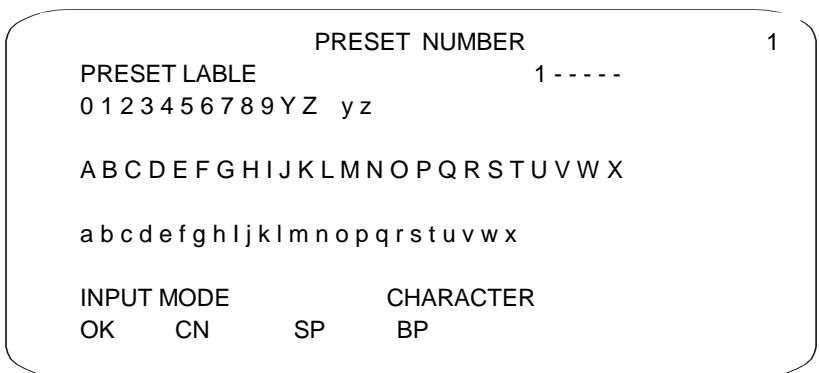 PRESET NUMBER 1
PRESET LABLE 1 - - - - -
0 1 2 3 4 5 6 7 8 9 Y Z y z
A B C D E F G H I J K L M N O P Q R S T U V W X
a b c d e f g h I j k l m n o p q r s t u v w x
INPUT MODE CHARACTER
OK CN SP BP